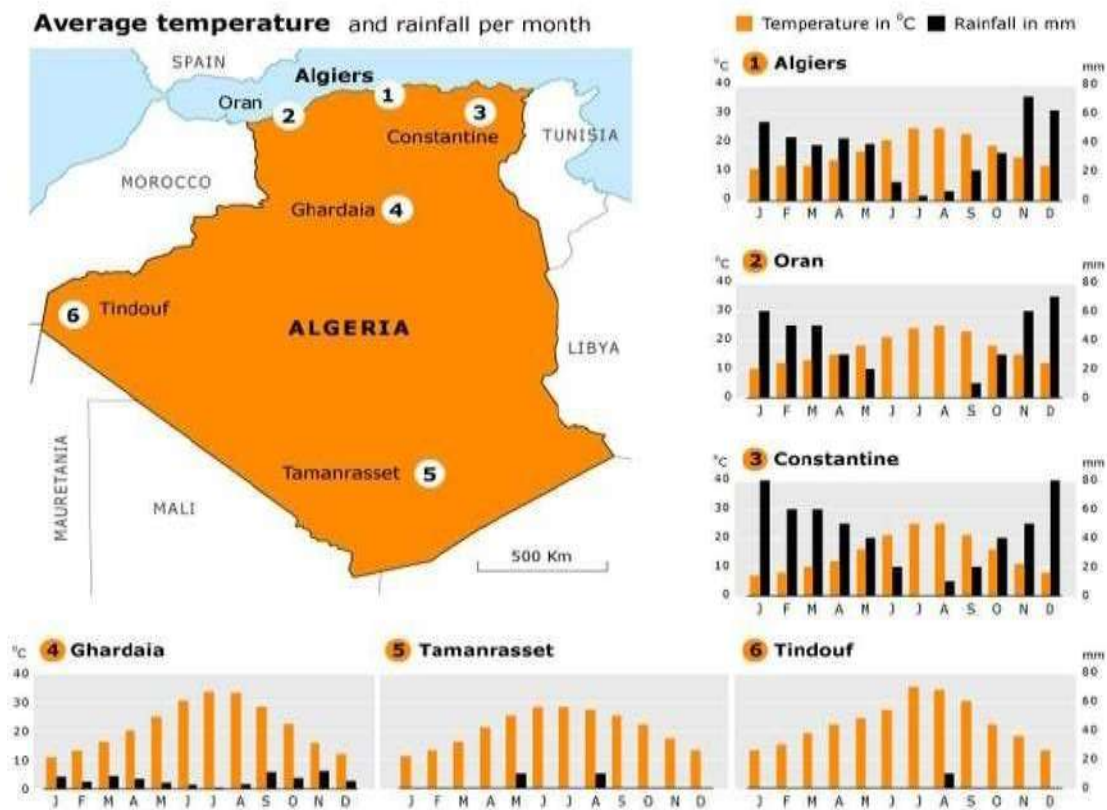 Average temperature and rainfall per month
Temperature in °C Rainfall in mm
SPAIN
Algiers
1
Oran
2
3
Constantine
TUNISIA
MOROCCO
Ghardaia 4
6 Tindouf
ALGERIA
LIBYA
Tamanrasset 5
MAURETANIA
MALI
500 Km
°C 1 Algiers mm
40 80
30 60
20 40
10 20
0 0
J F M A M J J A S O N D
°C 2 Oran mm
40 80
30 60
20 40
10 20
0 0
J F M A M J J A S O N D
°C 3 Constantine mm
40 80
30 60
20 40
10 20
0 0
J F M A M J J A S O N D
°C 4 Ghardaia
40
30
20
10
0
J F M A M J J A S O N D
5 Tamanrasset
J F M A M J J A S O N D
6 Tindouf mm
80
60
40
20
0
J F M A M J J A S O N D